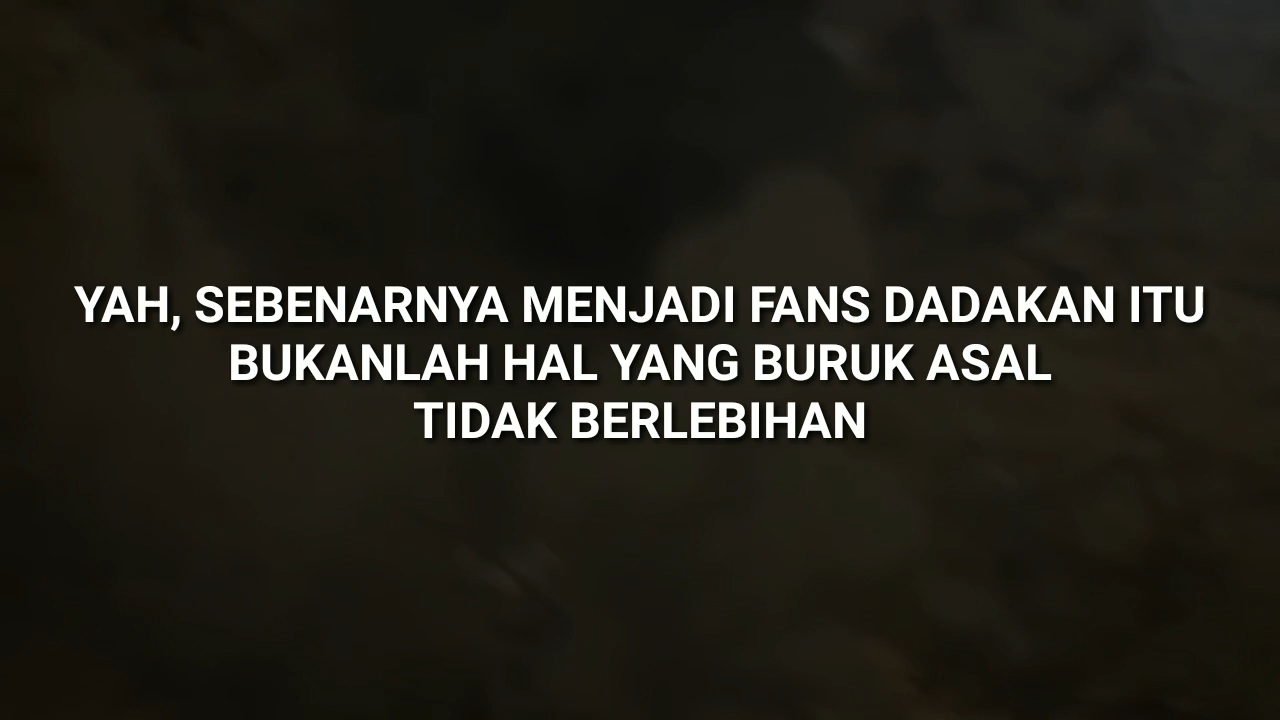 YAH, SEBENARNYA MENJADI FANS DADAKAN ITU
BUKANLAH HAL YANG BURUK ASAL
TIDAK BERLEBIHAN